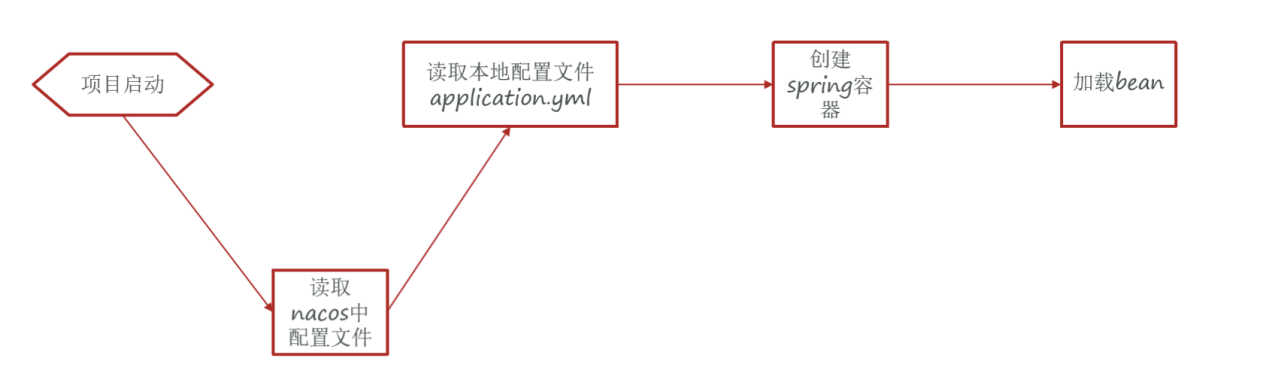 项目启动
读取本地配置文件
application.yml
创建
spring容
器
加载bean
读取
nacos中
配置文件